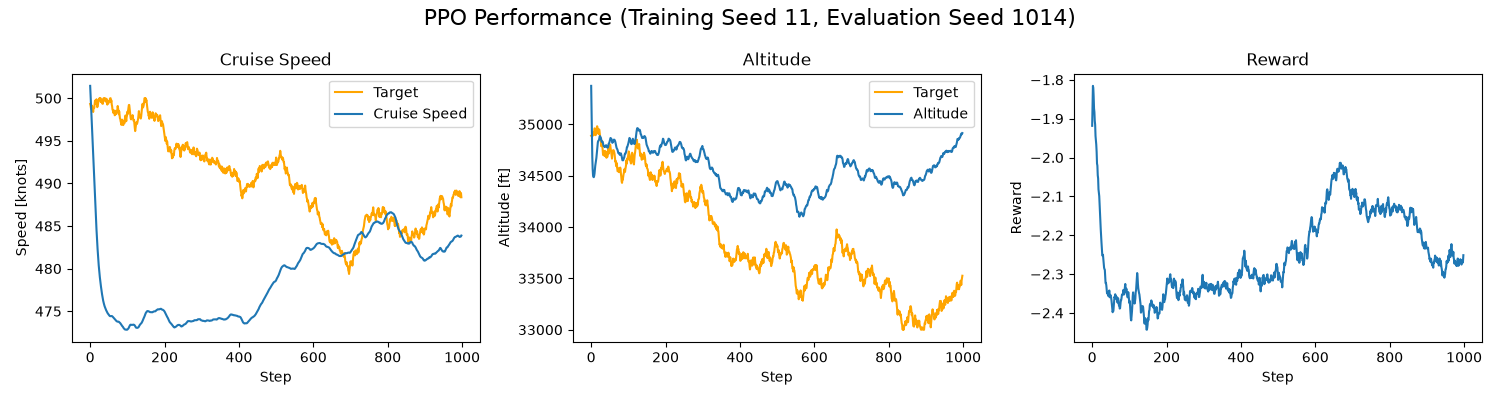 PPO Performance (Training Seed 11, Evaluation Seed 1014)
Cruise Speed
Speed [knots]
500
495
490
485
480
475
0 200 400 600 800 1000
Step
Target
Cruise Speed
Altitude
Altitude [ft]
35000
34500
34000
33500
33000
0 200 400 600 800 1000
Step
Target
Altitude
Reward
Reward
−1.8
−1.9
−2.0
−2.1
−2.2
−2.3
−2.4
0 200 400 600 800 1000
Step